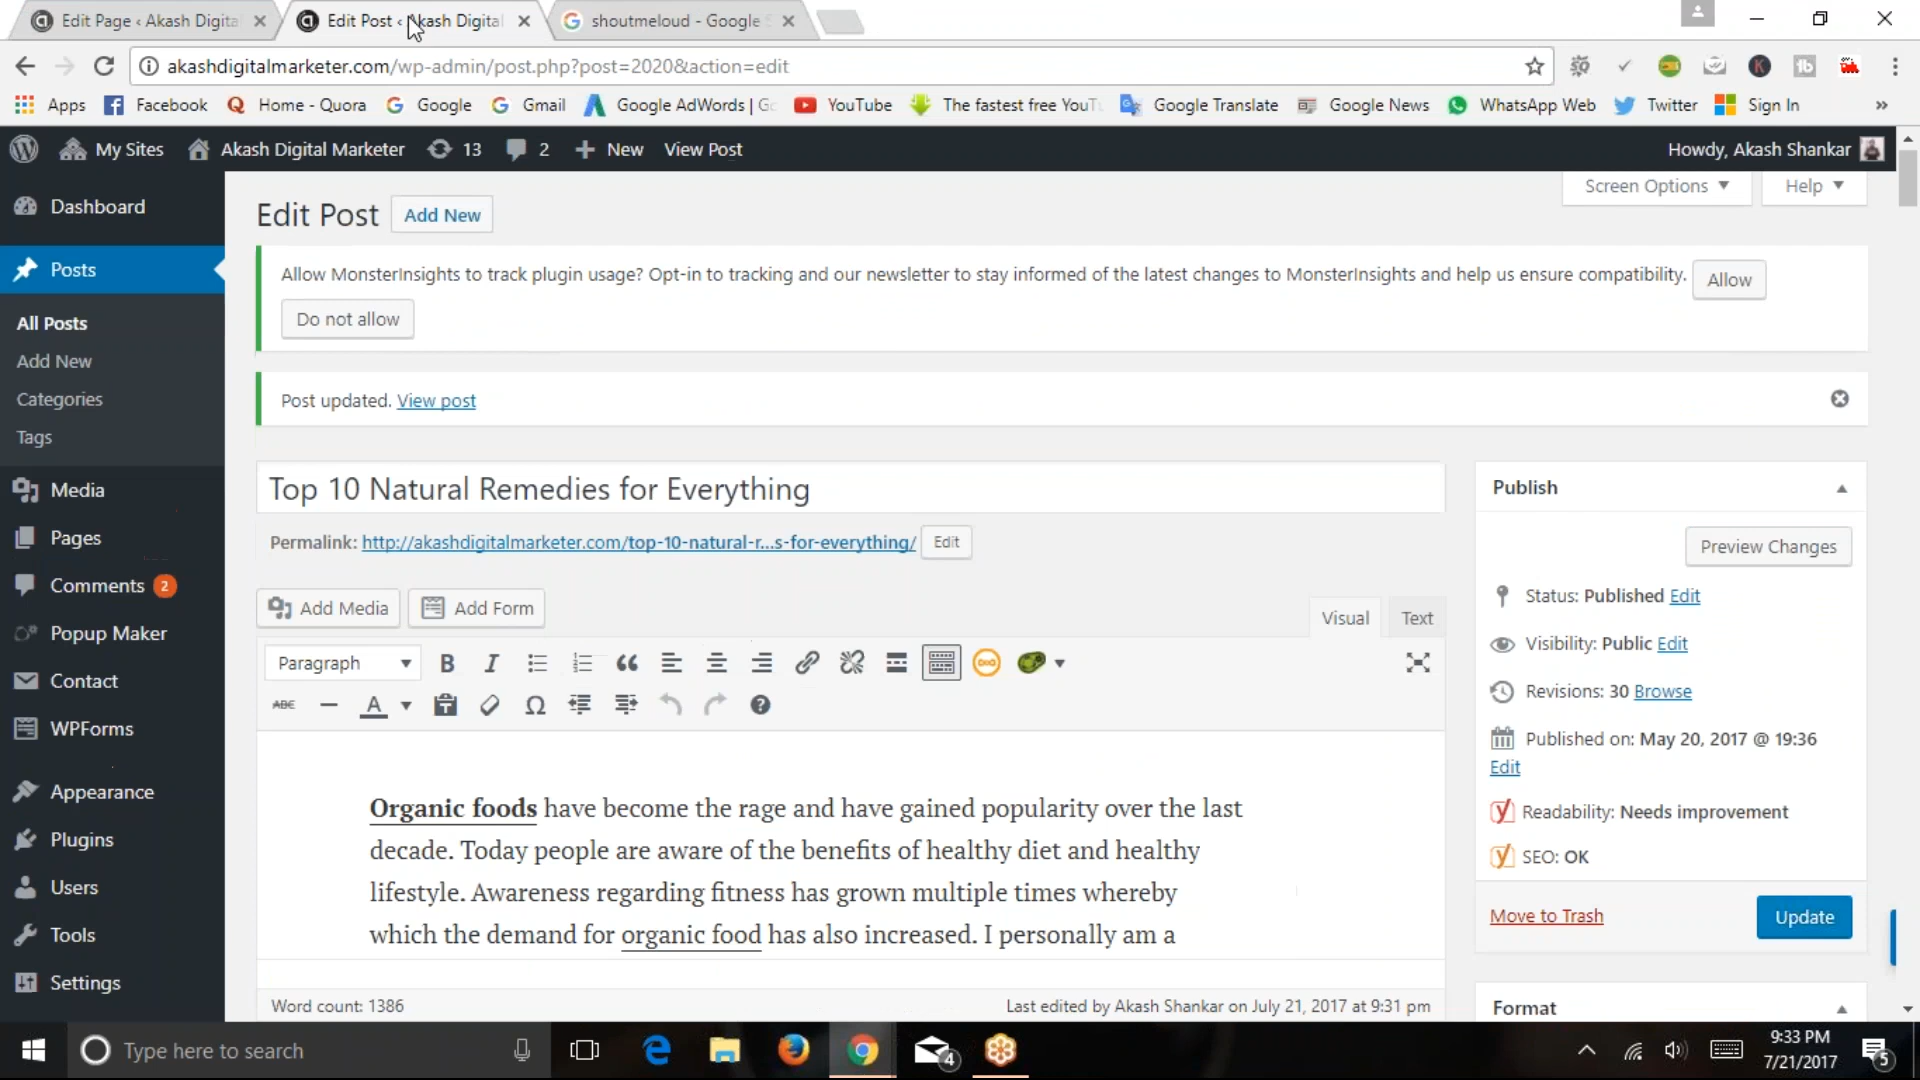 Edit Page ‹ Akash Digita
Edit Post ‹ Akash Digital
shoutmeloud - Google S
akashdigitalmarketer.com/wp-admin/post.php?post=2020&action=edit
Apps
Facebook
Home - Quora
Google
Gmail
Google AdWords | Go
YouTube
The fastest free YouT
Google Translate
Google News
WhatsApp Web
Twitter
Sign In
»
My Sites
Akash Digital Marketer
13
2
New
View Post
Howdy, Akash Shankar
Dashboard
Posts
All Posts
Add New
Categories
Tags
Media
Pages
Comments 2
Popup Maker
Contact
WPForms
Appearance
Plugins
Users
Tools
Settings
Screen Options
Help
Edit Post
Add New
Allow MonsterInsights to track plugin usage? Opt-in to tracking and our newsletter to stay informed of the latest changes to MonsterInsights and help us ensure compatibility.
Allow
Do not allow
Post updated. View post
Top 10 Natural Remedies for Everything
Permalink: http://akashdigitalmarketer.com/top-10-natural-r...s-for-everything/
Edit
Add Media
Add Form
Visual
Text
Paragraph
B
I
ABC
A
Ω
Organic foods have become the rage and have gained popularity over the last
decade. Today people are aware of the benefits of healthy diet and healthy
lifestyle. Awareness regarding fitness has grown multiple times whereby
which the demand for organic food has also increased. I personally am a
Word count: 1386
Last edited by Akash Shankar on July 21, 2017 at 9:31 pm
Publish
Preview Changes
Status: Published Edit
Visibility: Public Edit
Revisions: 30 Browse
Published on: May 20, 2017 @ 19:36
Edit
Readability: Needs improvement
SEO: OK
Move to Trash
Update
Format
Type here to search
4
9:33 PM
7/21/2017
5